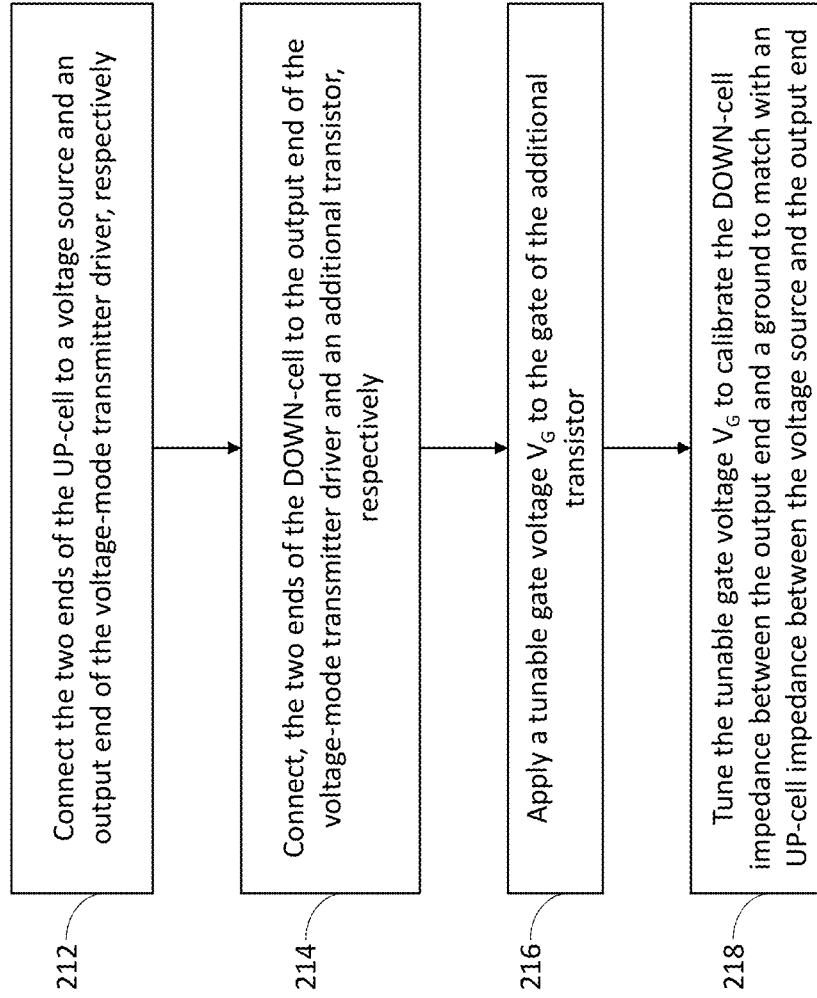 212
Connect the two ends of the UP-cell to a voltage source and an
output end of the voltage-mode transmitter driver, respectively
214
Connect, the two ends of the DOWN-cell to the output end of the
voltage-mode transmitter driver and an additional transistor,
respectively
216
Apply a tunable gate voltage VG to the gate of the additional
transistor
218
Tune the tunable gate voltage VG to calibrate the DOWN-cell
impedance between the output end and a ground to match with an
UP-cell impedance between the voltage source and the output end